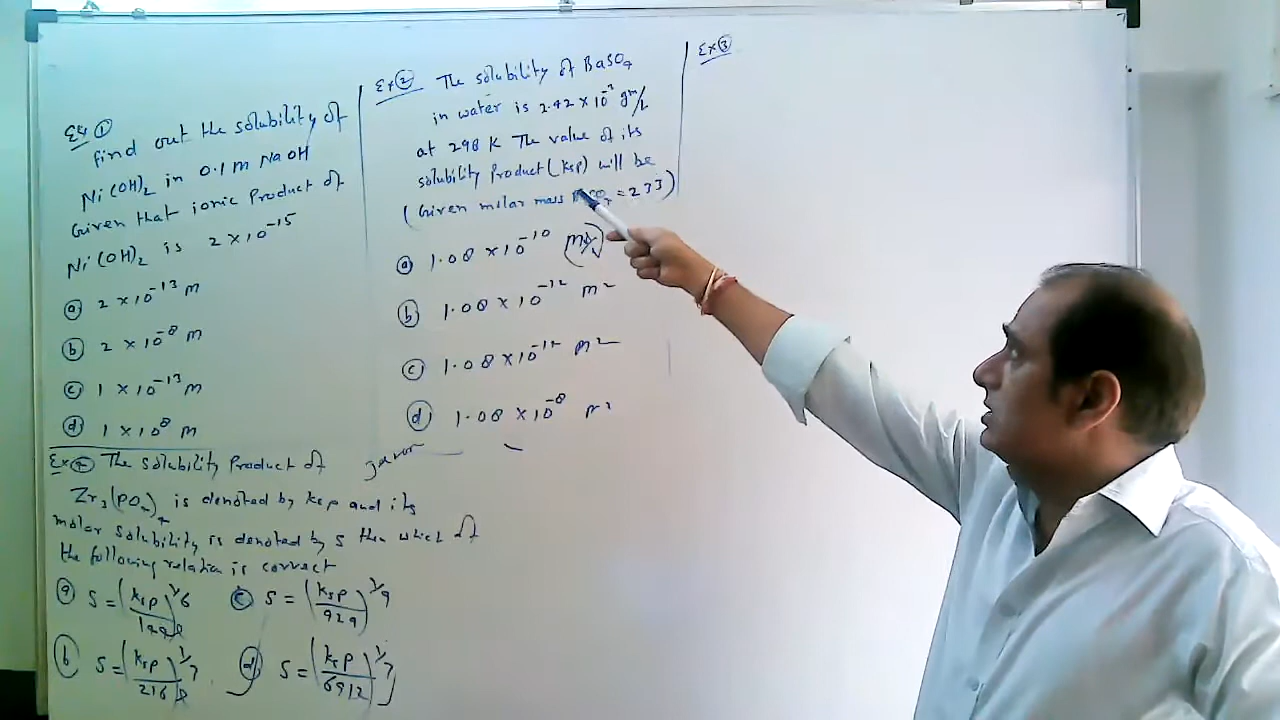 Ex ①
find out the solubility of
Ni(OH)₂ in 0.1 m NaOH
Given that ionic Product of
Ni(OH)₂ is 2 × 10⁻¹⁵
ⓐ 2 × 10⁻¹³ m
ⓑ 2 × 10⁻⁸ m
ⓒ 1 × 10⁻¹³ m
ⓓ 1 × 10⁸ m
Ex ② The solubility of BaSO₄
in water is 2.42 × 10⁻³ gm/L
at 298 K The value of its
solubility Product (ksp) will be
(Given molar mass = 233)
ⓐ 1.08 × 10⁻¹⁰
ⓑ 1.08 × 10⁻¹² m²
ⓒ 1.08 × 10⁻¹² m²
ⓓ 1.08 × 10⁻⁸ m²
Ex ③
Ex The Solubility Product of
Zr₃(PO₄)₄ is denoted by ksp and its
molar solubility is denoted by s then which of
the following relation is correct
ⓐ S = (ksp/)^1/6
ⓒ S = (ksp/929)^1/9
ⓑ S = (ksp/216)^1/7
ⓓ S = (ksp/6912)^1/7